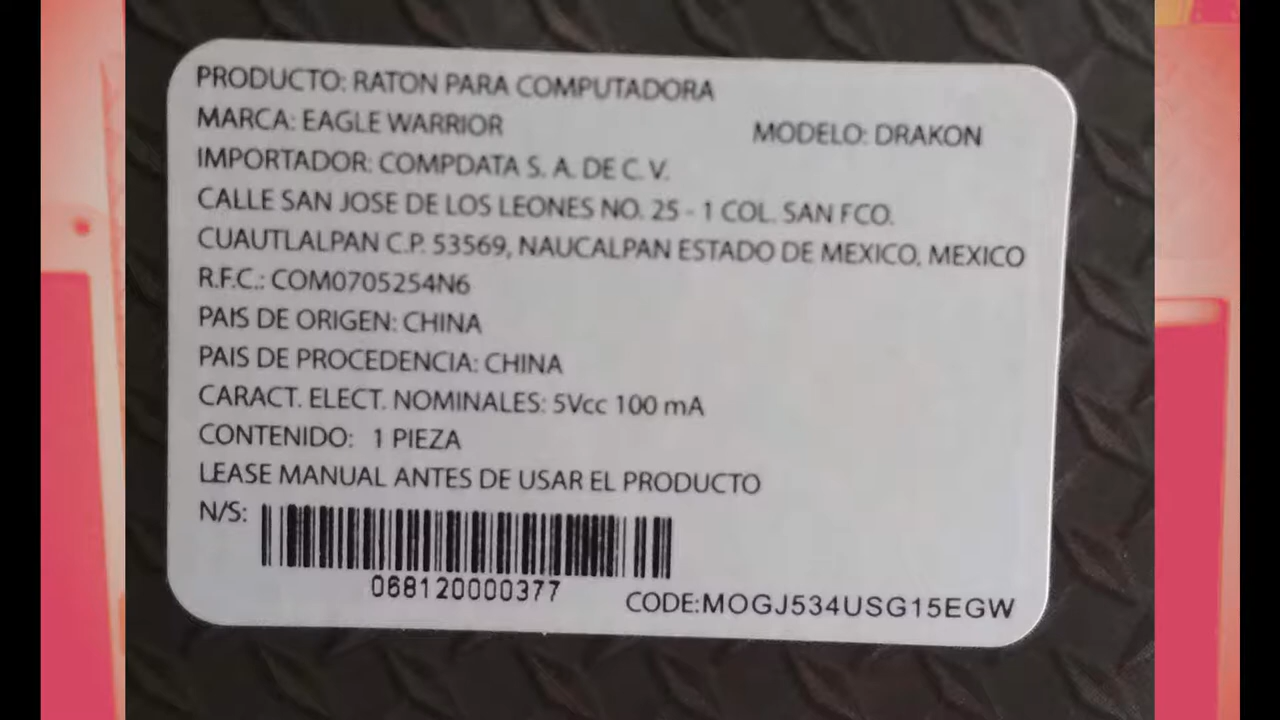 PRODUCTO: RATON PARA COMPUTADORA
MARCA: EAGLE WARRIOR MODELO: DRAKON
IMPORTADOR: COMPDATA S. A. DE C. V.
CALLE SAN JOSE DE LOS LEONES NO. 25 - 1 COL. SAN FCO.
CUAUTLALPAN C.P. 53569, NAUCALPAN ESTADO DE MEXICO, MEXICO
R.F.C.: COM0705254N6
PAIS DE ORIGEN: CHINA
PAIS DE PROCEDENCIA: CHINA
CARACT. ELECT. NOMINALES: 5Vcc 100 mA
CONTENIDO: 1 PIEZA
LEASE MANUAL ANTES DE USAR EL PRODUCTO
N/S:
068120000377
CODE:MOGJ534USG15EGW